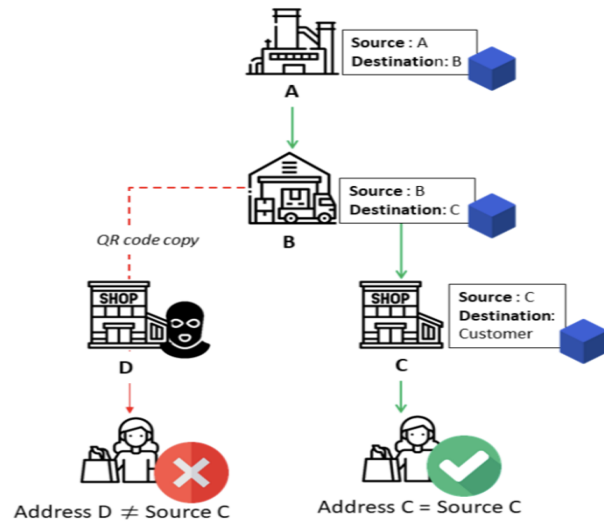 Source : A
Destination: B
A
Source : B
Destination: C
B
QR code copy
SHOP
D
SHOP
C
Source : C
Destination:
Customer
Address D ≠ Source C
Address C = Source C